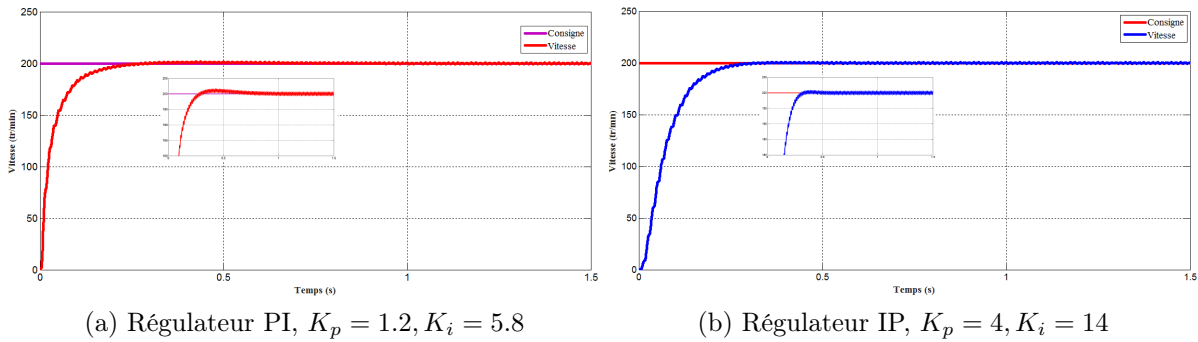 250
200
150
100
50
0
Vitesse (tr/min)
Consigne
Vitesse
0
0.5
1
1.5
Temps (s)
250
200
150
100
50
0
Vitesse (tr/min)
Consigne
Vitesse
0
0.5
1
1.5
Temps (s)
(a) Régulateur PI, K_p = 1.2, K_i = 5.8
(b) Régulateur IP, K_p = 4, K_i = 14